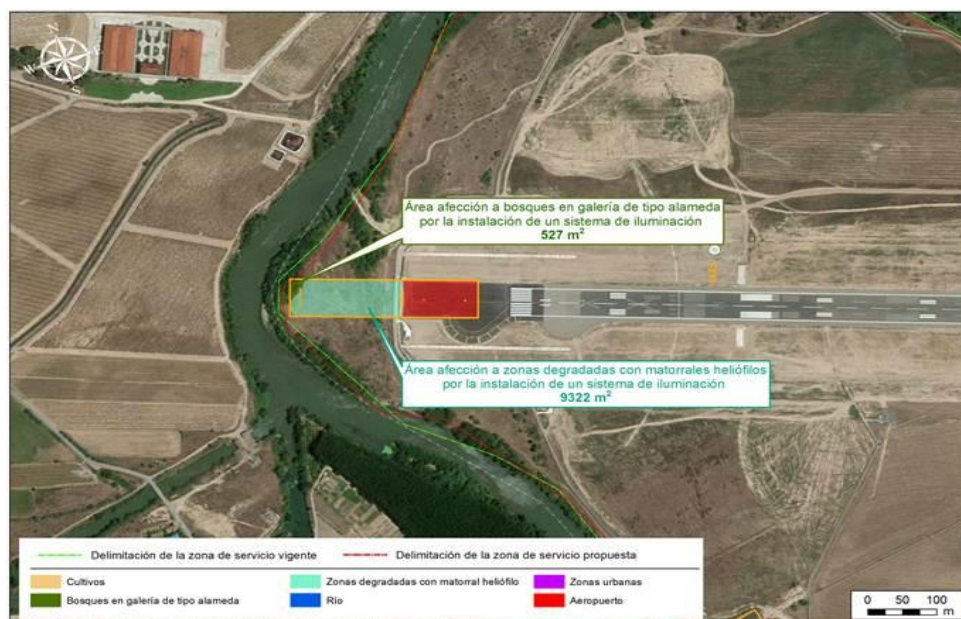 Área afección a bosques en galería de tipo alameda
por la instalación de un sistema de iluminación
527 m²
Área afección a zonas degradadas con matorrales heliófilos
por la instalación de un sistema de iluminación
9322 m²
Delimitación de la zona de servicio vigente
Delimitación de la zona de servicio propuesta
Cultivos
Zonas degradadas con matorral heliófilo
Zonas urbanas
Bosques en galería de tipo alameda
Río
Aeropuerto
0 50 100
m